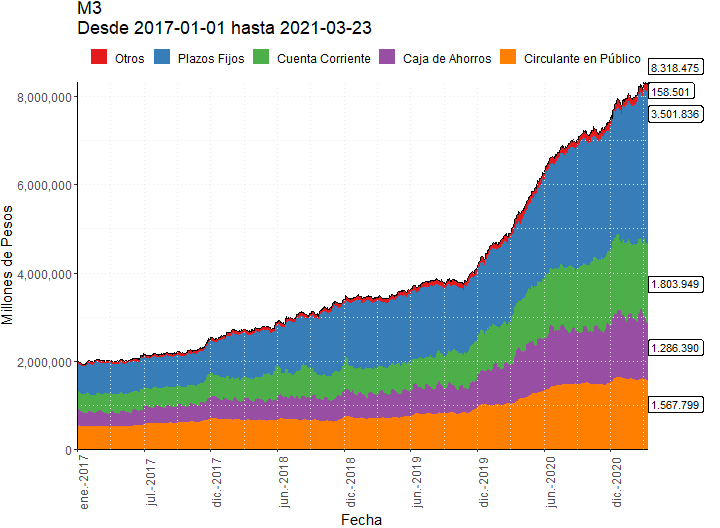 M3
Desde 2017-01-01 hasta 2021-03-23
Otros Plazos Fijos Cuenta Corriente Caja de Ahorros Circulante en Público
8.318.475
158.501
3.501.836
1.803.949
1.286.390
1.567.799
8,000,000
6,000,000
4,000,000
2,000,000
0
Millones de Pesos
ene.-2017
jul.-2017
dic.-2017
jun.-2018
dic.-2018
jun.-2019
dic.-2019
jun.-2020
dic.-2020
Fecha